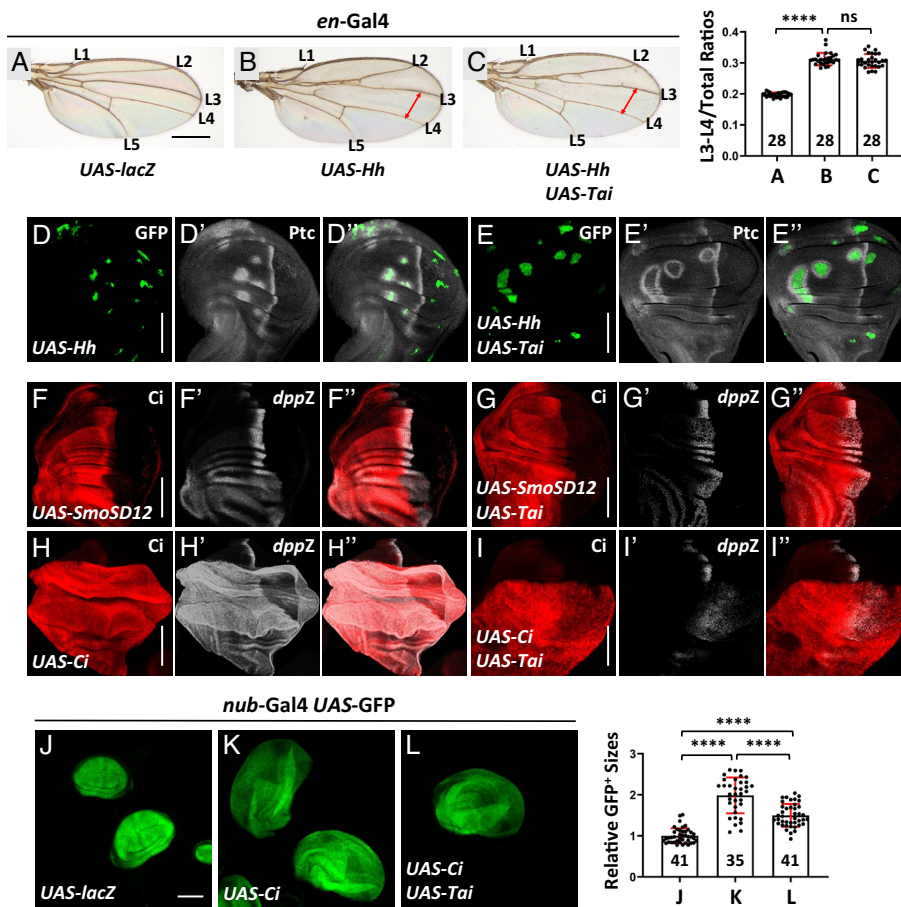 en-Gal4
A L1 L2 L3 L4 L5
UAS-lacZ
B L1 L2 L3 L4 L5
UAS-Hh
C L1 L2 L3 L4 L5
UAS-Hh
UAS-Tai
L3-L4/Total Ratios
**** ns
0.4
0.3
0.2
0.0
28 28 28
A B C
D GFP
UAS-Hh
D' Ptc
D''
E GFP
UAS-Hh
UAS-Tai
E' Ptc
E''
F Ci
UAS-SmoSD12
F' dppZ
F''
G Ci
UAS-SmoSD12
UAS-Tai
G' dppZ
G''
H Ci
UAS-Ci
H' dppZ
H''
I Ci
UAS-Ci
UAS-Tai
I' dppZ
I''
nub-Gal4 UAS-GFP
J
UAS-lacZ
K
UAS-Ci
L
UAS-Ci
UAS-Tai
Relative GFP⁺ Sizes
****
**** ****
3
2
1
0
41 35 41
J K L